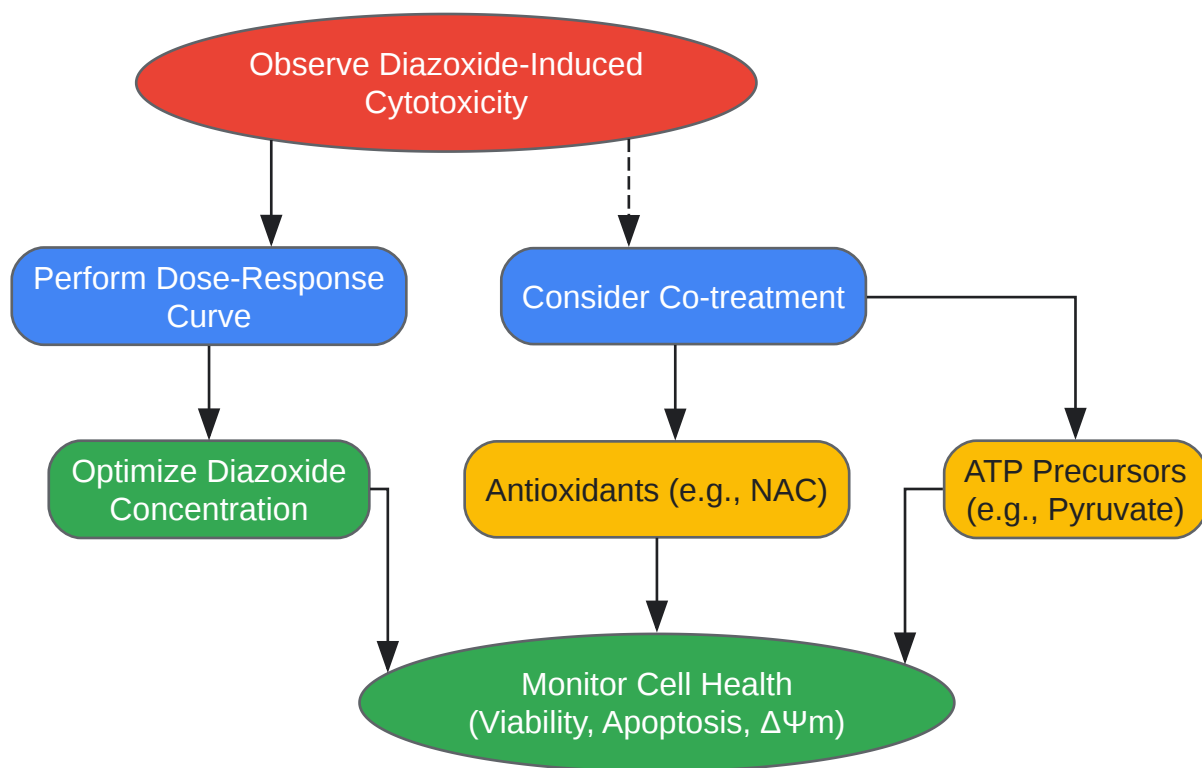 Observe Diazoxide-Induced
Cytotoxicity
Perform Dose-Response
Curve
Consider Co-treatment
Optimize Diazoxide
Concentration
Antioxidants (e.g., NAC)
ATP Precursors
(e.g., Pyruvate)
Monitor Cell Health
(Viability, Apoptosis, ΔΨm)